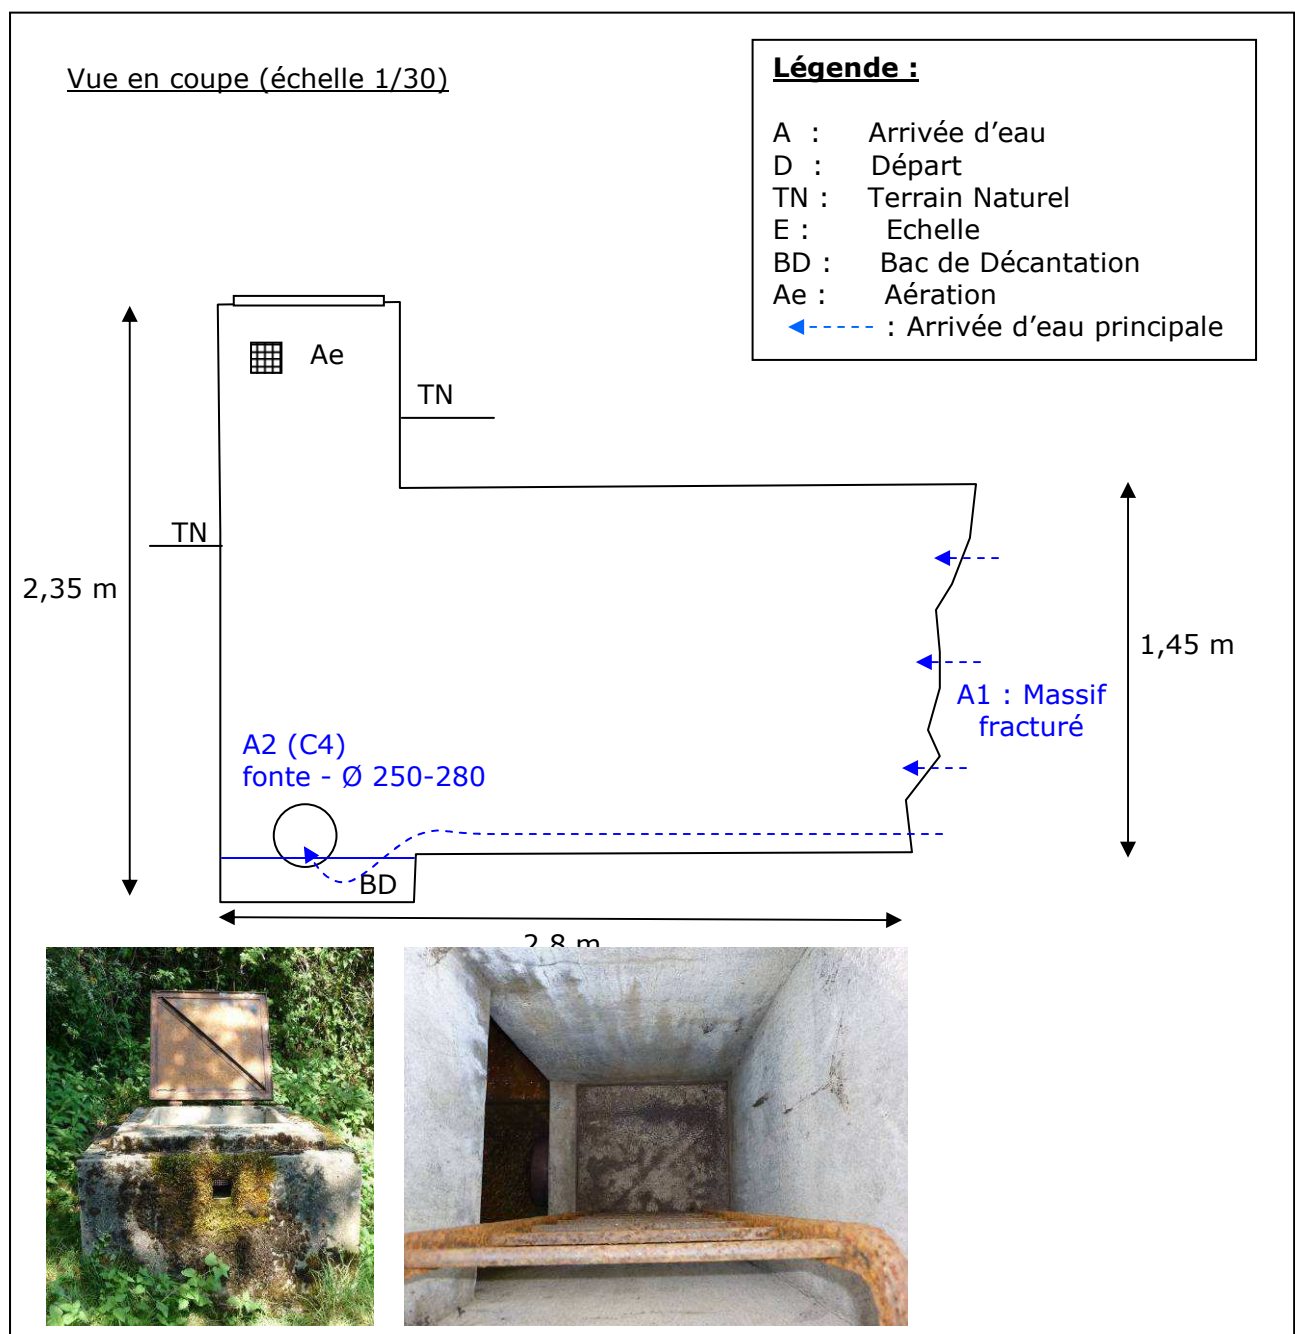 Vue en coupe (échelle 1/30)
Légende :
A : Arrivée d’eau
D : Départ
TN : Terrain Naturel
E : Echelle
BD : Bac de Décantation
Ae : Aération
: Arrivée d’eau principale
Ae
TN
TN
2,35 m
1,45 m
A1 : Massif
fracturé
A2 (C4)
fonte - Ø 250-280
BD
2,8 m